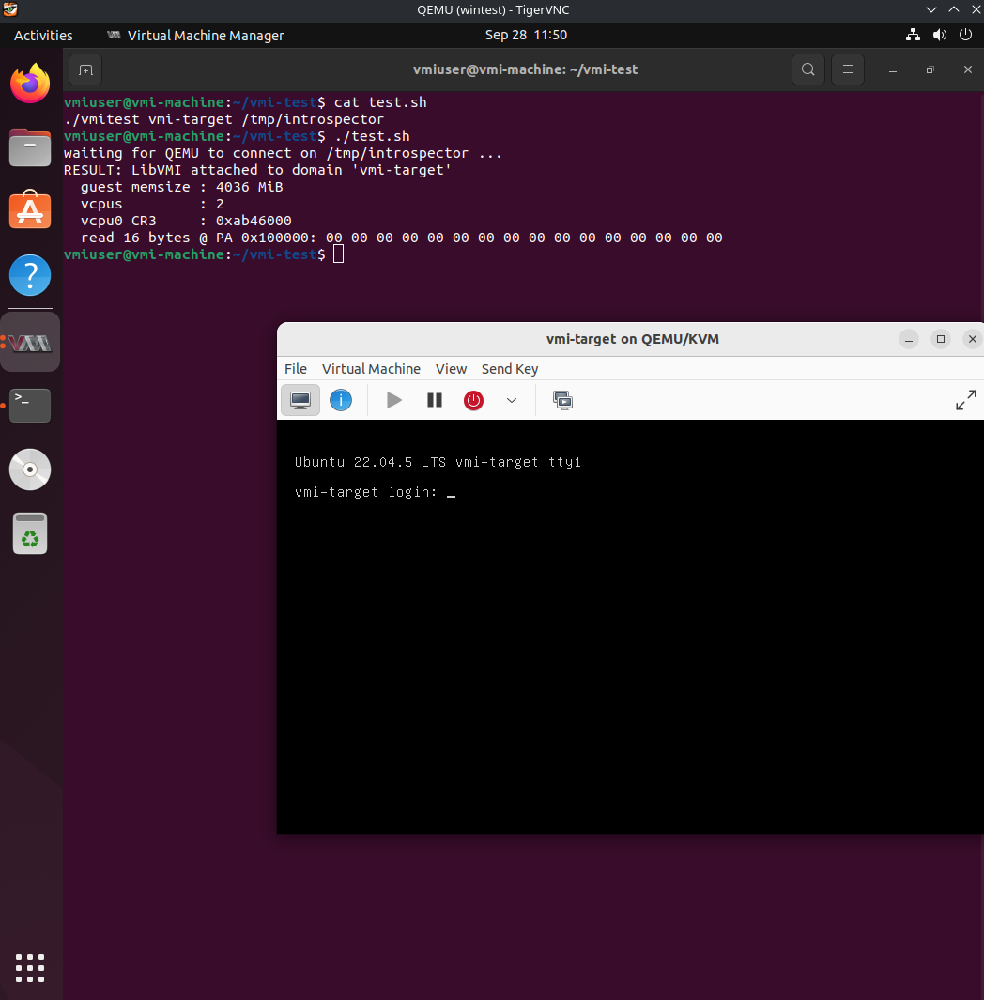 QEMU (wintest) - TigerVNC
Activities Virtual Machine Manager Sep 28 11:50
vmiuser@vmi-machine: ~/vmi-test
vmiuser@vmi-machine:~/vmi-test$ cat test.sh
./vmitest vmi-target /tmp/introspector
vmiuser@vmi-machine:~/vmi-test$ ./test.sh
waiting for QEMU to connect on /tmp/introspector ...
RESULT: LibVMI attached to domain 'vmi-target'
  guest memsize : 4036 MiB
  vcpus         : 2
  vcpu0 CR3     : 0xab46000
  read 16 bytes @ PA 0x100000: 00 00 00 00 00 00 00 00 00 00 00 00 00 00 00 00
vmiuser@vmi-machine:~/vmi-test$
vmi-target on QEMU/KVM
File Virtual Machine View Send Key
Ubuntu 22.04.5 LTS vmi-target tty1
vmi-target login: _